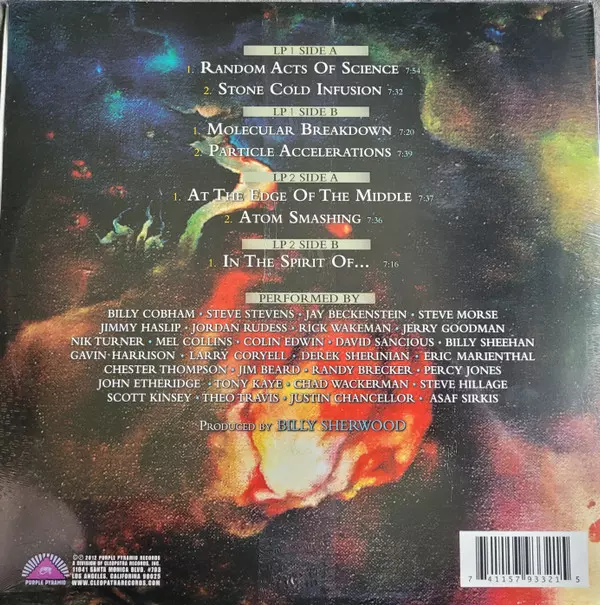 LP 1 SIDE A
1. RANDOM ACTS OF SCIENCE 7:54
2. STONE COLD INFUSION 7:32
LP 1 SIDE B
1. MOLECULAR BREAKDOWN 7:20
2. PARTICLE ACCELERATIONS 7:39
LP 2 SIDE A
1. AT THE EDGE OF THE MIDDLE 7:37
2. ATOM SMASHING 7:36
LP 2 SIDE B
1. IN THE SPIRIT OF... 7:16
PERFORMED BY
BILLY COBHAM • STEVE STEVENS • JAY BECKENSTEIN • STEVE MORSE
JIMMY HASLIP • JORDAN RUDESS • RICK WAKEMAN • JERRY GOODMAN
NIK TURNER • MEL COLLINS • COLIN EDWIN • DAVID SANCIOUS • BILLY SHEEHAN
GAVIN HARRISON • LARRY CORYELL • DEREK SHERINIAN • ERIC MARIENTHAL
CHESTER THOMPSON • JIM BEARD • RANDY BRECKER • PERCY JONES
JOHN ETHERIDGE • TONY KAYE • CHAD WACKERMAN • STEVE HILLAGE
SCOTT KINSEY • THEO TRAVIS • JUSTIN CHANCELLOR • ASAF SIRKIS
PRODUCED BY BILLY SHERWOOD
PURPLE PYRAMID
©℗ 2012 PURPLE PYRAMID RECORDS
A DIVISION OF CLEOPATRA RECORDS, INC.
11041 SANTA MONICA BLVD. #703
LOS ANGELES, CALIFORINA 90025
WWW.CLEOPATRARECORDS.COM
7 41157 93321 5